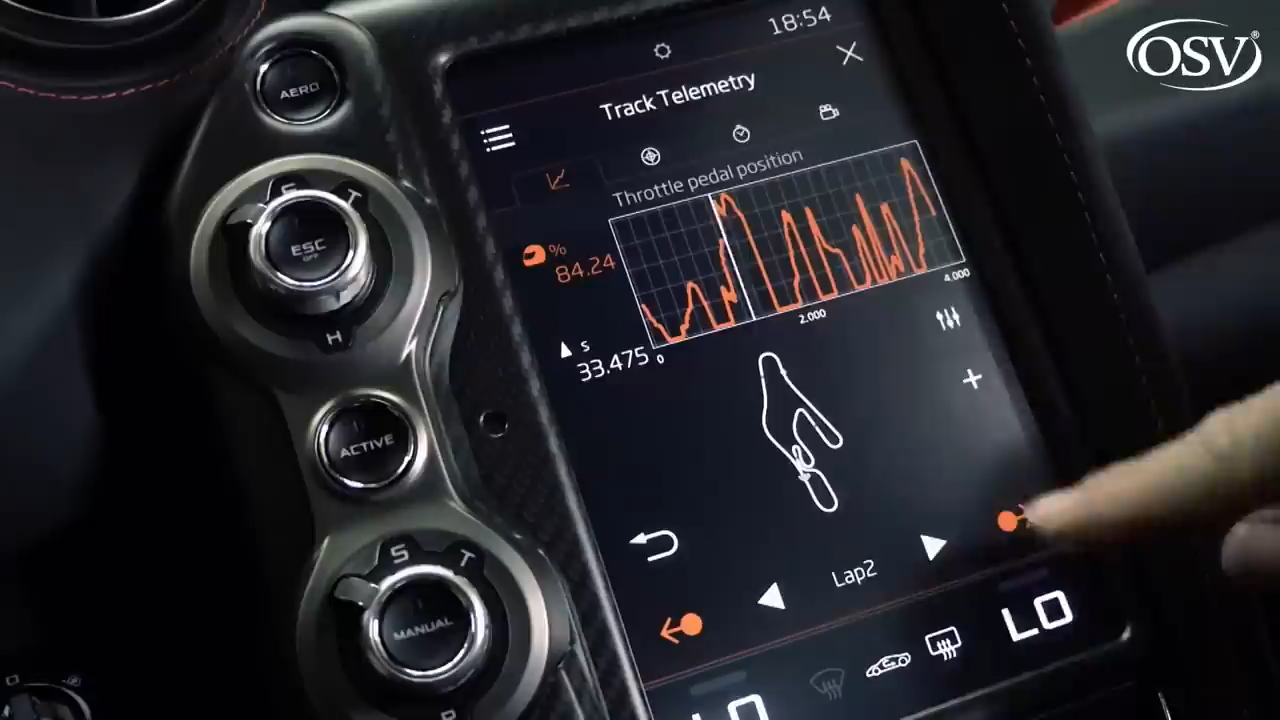 OSV®
18:54
Track Telemetry
AERO
Throttle pedal position
T
ESC
OFF
H
%
84.24
s
33.475
0
2.000
4.000
ACTIVE
S
T
MANUAL
Lap2
LO
LO